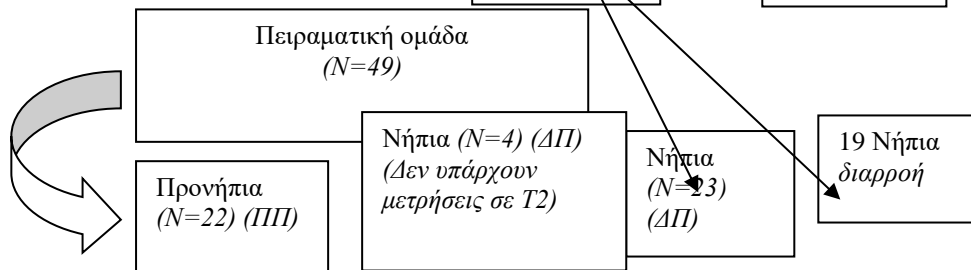 Πειραματική ομάδα
(N=49)
Προνήπια
(N=22) (ΠΠ)
Νήπια (N=4) (ΔΠ)
(Δεν υπάρχουν
μετρήσεις σε Τ2)
Νήπια
(N=23)
(ΔΠ)
19 Νήπια
διαρροή